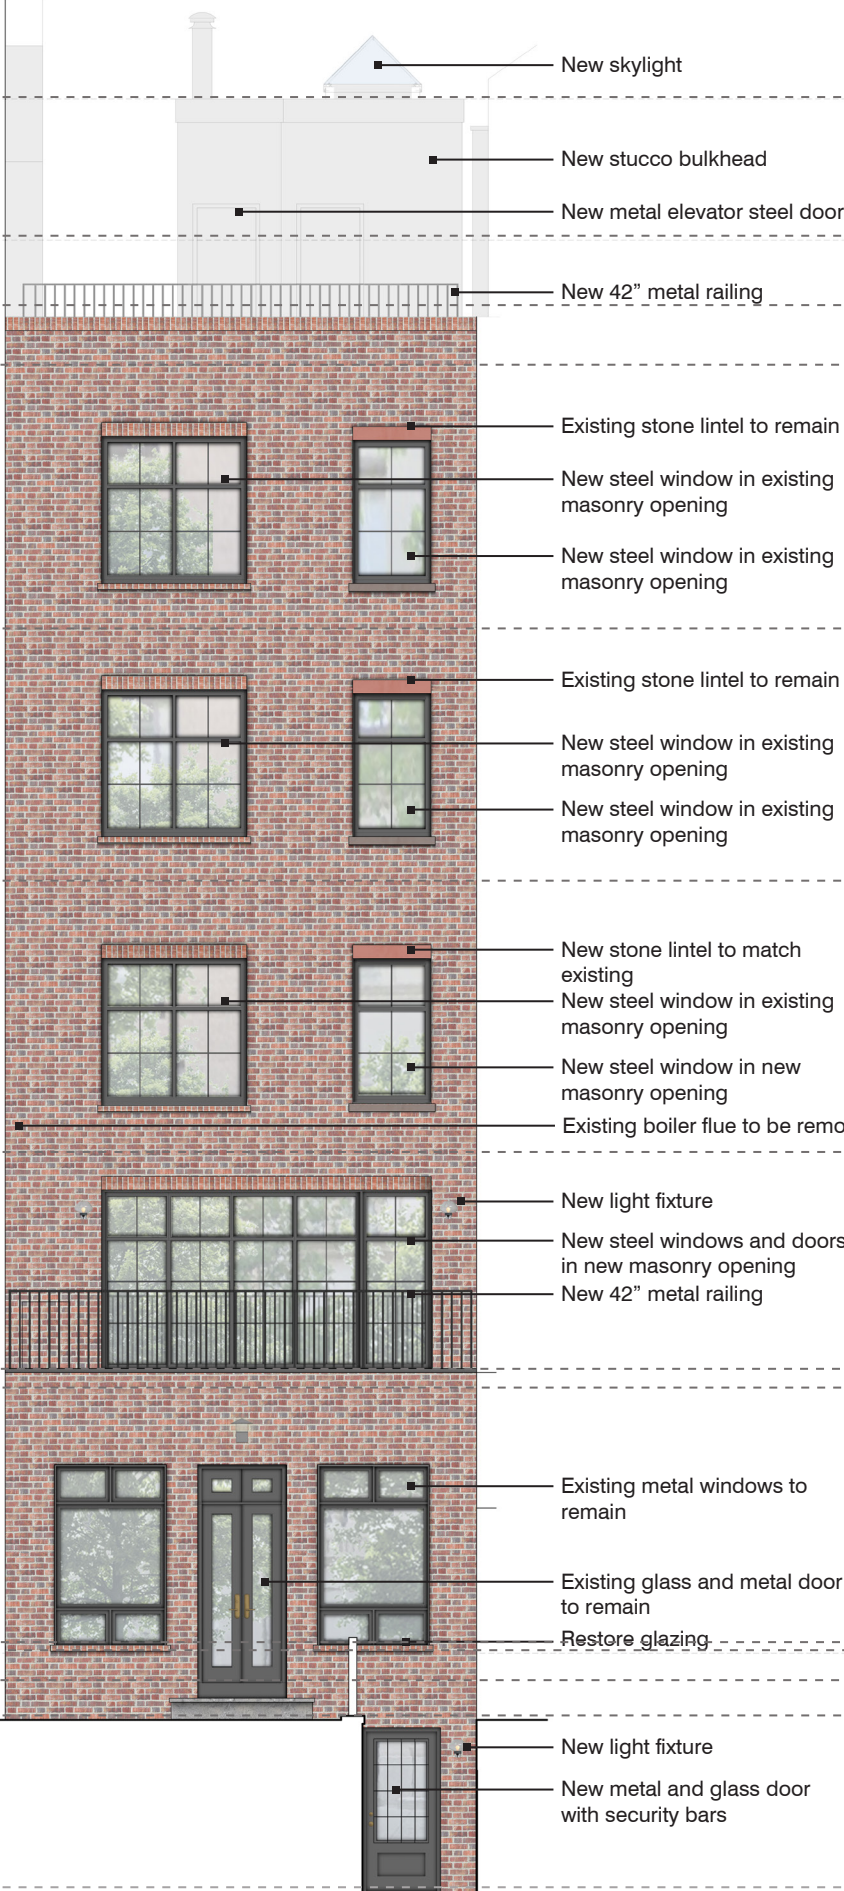 New skylight
New stucco bulkhead
New metal elevator steel door
New 42” metal railing
Existing stone lintel to remain
New steel window in existing
masonry opening
New steel window in existing
masonry opening
Existing stone lintel to remain
New steel window in existing
masonry opening
New steel window in existing
masonry opening
New stone lintel to match
existing
New steel window in existing
masonry opening
New steel window in new
masonry opening
Existing boiler flue to be remo
New light fixture
New steel windows and doors
in new masonry opening
New 42” metal railing
Existing metal windows to
remain
Existing glass and metal door
to remain
Restore glazing
New light fixture
New metal and glass door
with security bars